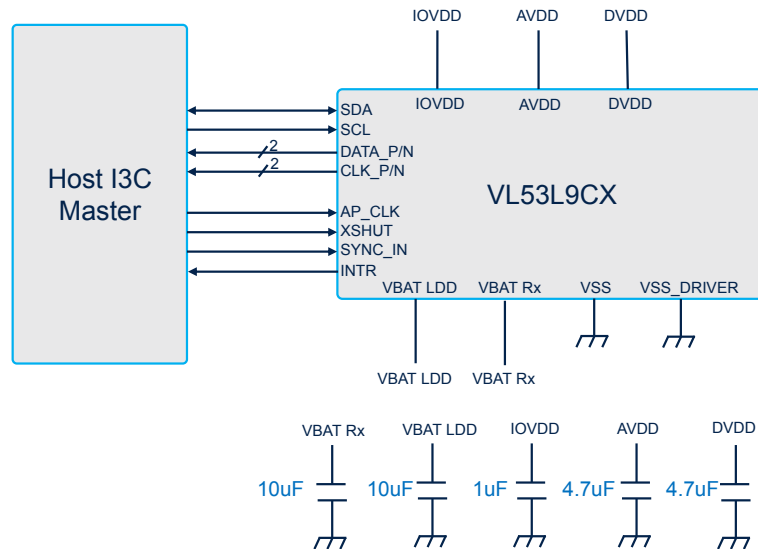 IOVDD
AVDD
DVDD
IOVDD
AVDD
DVDD
SDA
SCL
2
DATA_P/N
2
CLK_P/N
Host I3C
Master
VL53L9CX
AP_CLK
XSHUT
SYNC_IN
INTR
VBAT LDD
VBAT Rx
VSS
VSS_DRIVER
VBAT LDD
VBAT Rx
VBAT Rx
VBAT LDD
IOVDD
AVDD
DVDD
10uF
10uF
1uF
4.7uF
4.7uF